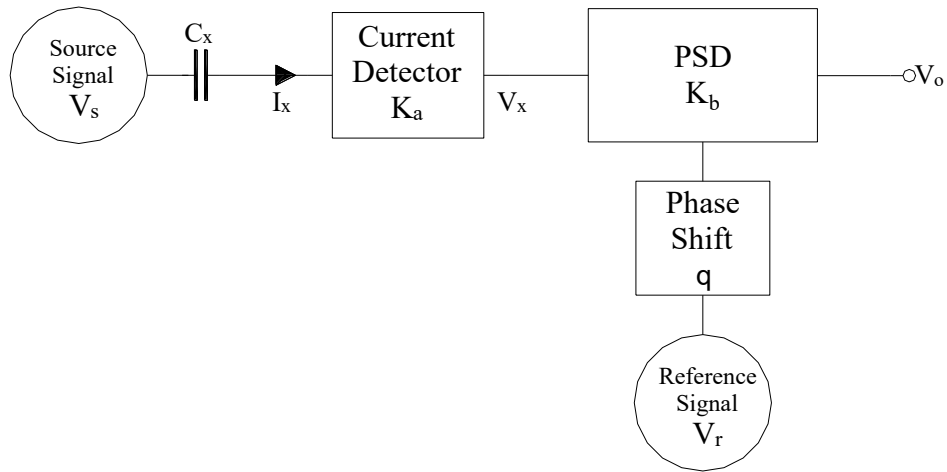 Source
Signal
Vs
Cx
Ix
Current
Detector
Ka
Vx
PSD
Kb
Vo
Phase
Shift
q
Reference
Signal
Vr